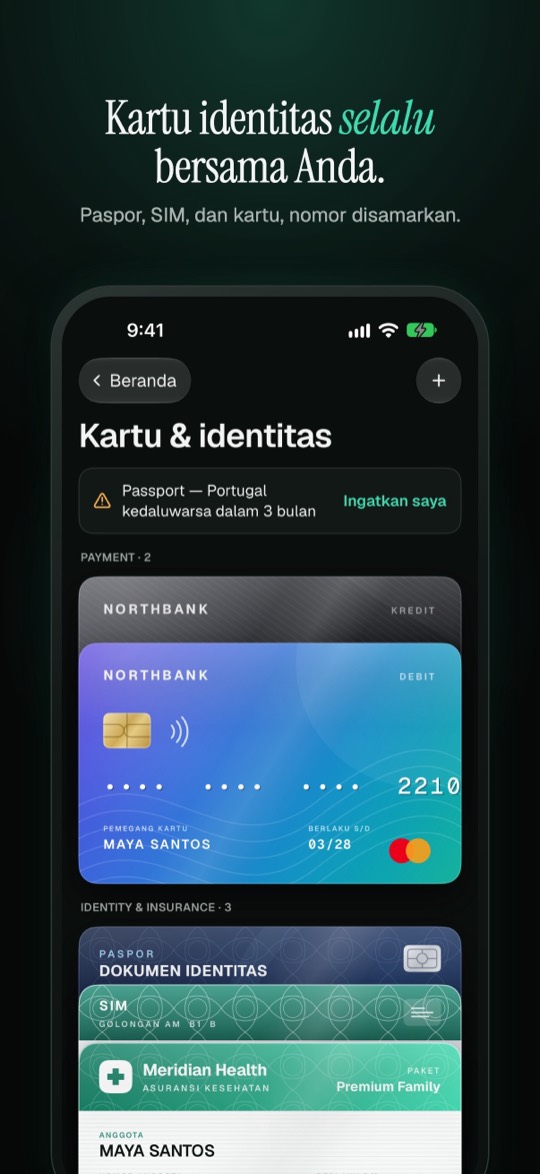 Kartu identitas selalu
bersama Anda.
Paspor, SIM, dan kartu, nomor disamarkan.
9:41
Beranda
Kartu & identitas
Passport — Portugal
kedaluwarsa dalam 3 bulan
Ingatkan saya
PAYMENT · 2
NORTHBANK
KREDIT
NORTHBANK
DEBIT
•••• •••• •••• 2210
PEMEGANG KARTU
MAYA SANTOS
BERLAKU S/D
03/28
IDENTITY & INSURANCE · 3
PASPOR
DOKUMEN IDENTITAS
SIM
GOLONGAN AM B1 B
Meridian Health
ASURANSI KESEHATAN
PAKET
Premium Family
ANGGOTA
MAYA SANTOS